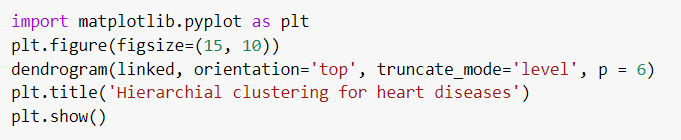 import matplotlib.pyplot as plt
plt.figure(figsize=(15, 10))
dendrogram(linked, orientation='top', truncate_mode='level', p = 6)
plt.title('Hierarchial clustering for heart diseases')
plt.show()